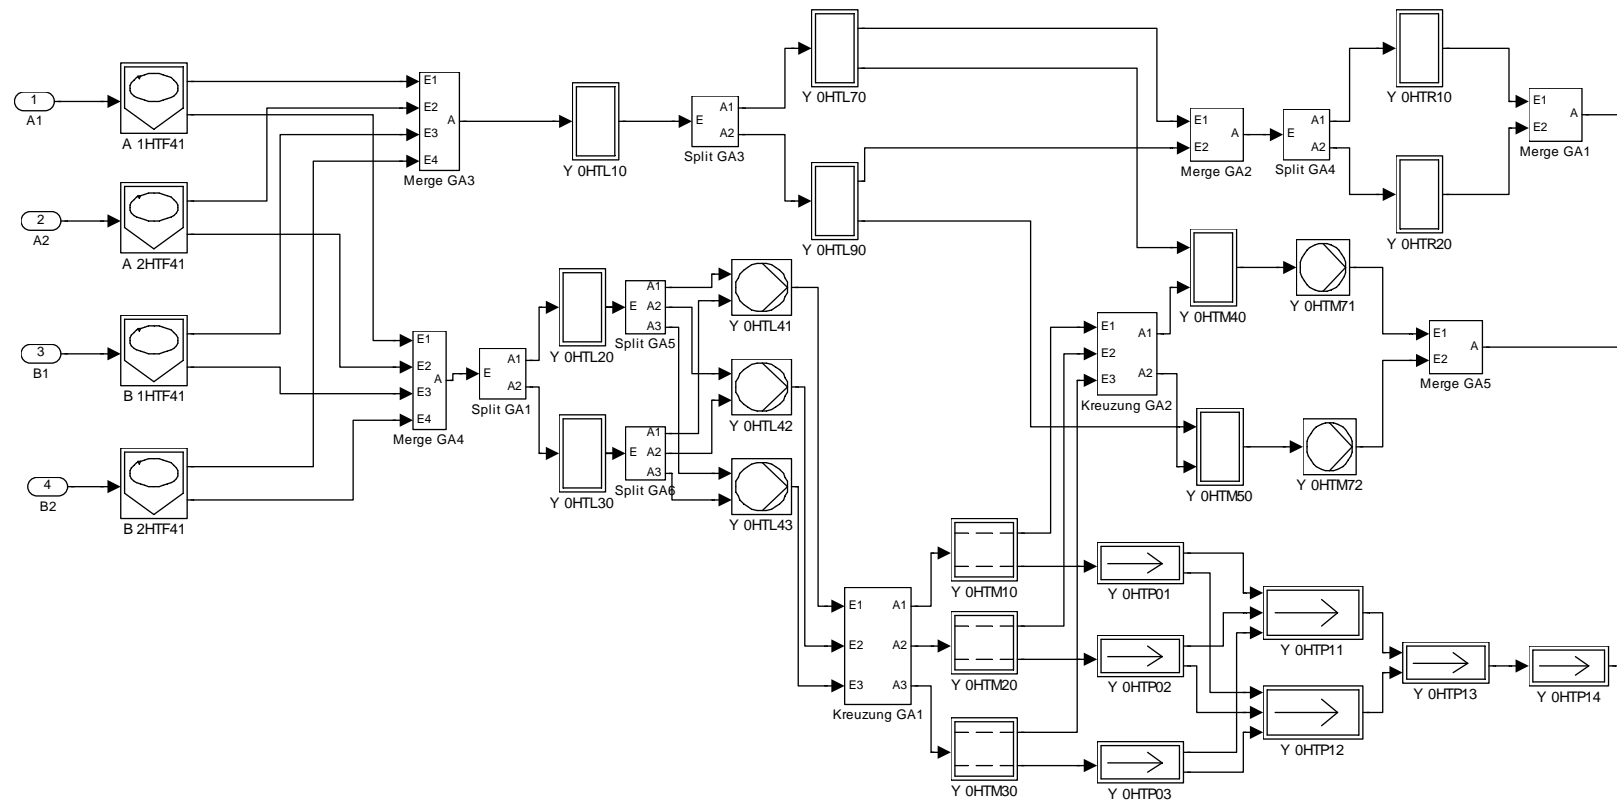 1
A1
A 1HTF41
2
A2
A 2HTF41
3
B1
B 1HTF41
4
B2
B 2HTF41
E1
E2
E3
E4
A
Merge GA3
E1
E2
E3
E4
A
Merge GA4
Y 0HTL10
E
A1
A2
Split GA3
E
A1
A2
Split GA1
Y 0HTL20
Y 0HTL30
E
A1
A2
A3
Split GA5
E
A1
A2
A3
Split GA6
Y 0HTL70
Y 0HTL90
Y 0HTL41
Y 0HTL42
Y 0HTL43
E1
E2
E3
A1
A2
A3
Kreuzung GA1
Y 0HTM10
Y 0HTM20
Y 0HTM30
E1
E2
E3
A1
A2
Kreuzung GA2
E1
E2
A
Merge GA2
E
A1
A2
Split GA4
Y 0HTR10
Y 0HTR20
E1
E2
A
Merge GA1
Y 0HTM40
Y 0HTM50
Y 0HTM71
Y 0HTM72
E1
E2
A
Merge GA5
Y 0HTP01
Y 0HTP02
Y 0HTP03
Y 0HTP11
Y 0HTP12
Y 0HTP13
Y 0HTP14